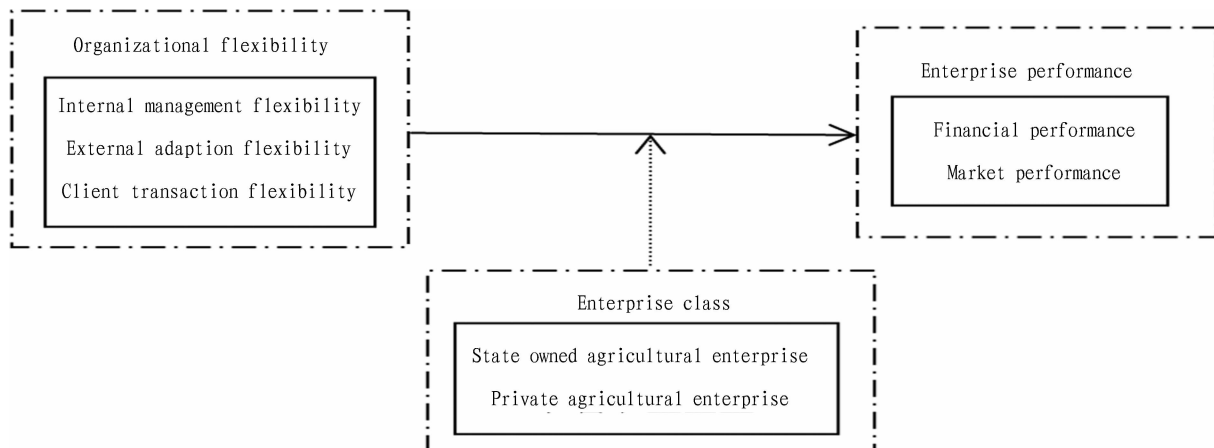 Organizational flexibility
Internal management flexibility
External adaption flexibility
Client transaction flexibility
Enterprise performance
Financial performance
Market performance
Enterprise class
State owned agricultural enterprise
Private agricultural enterprise